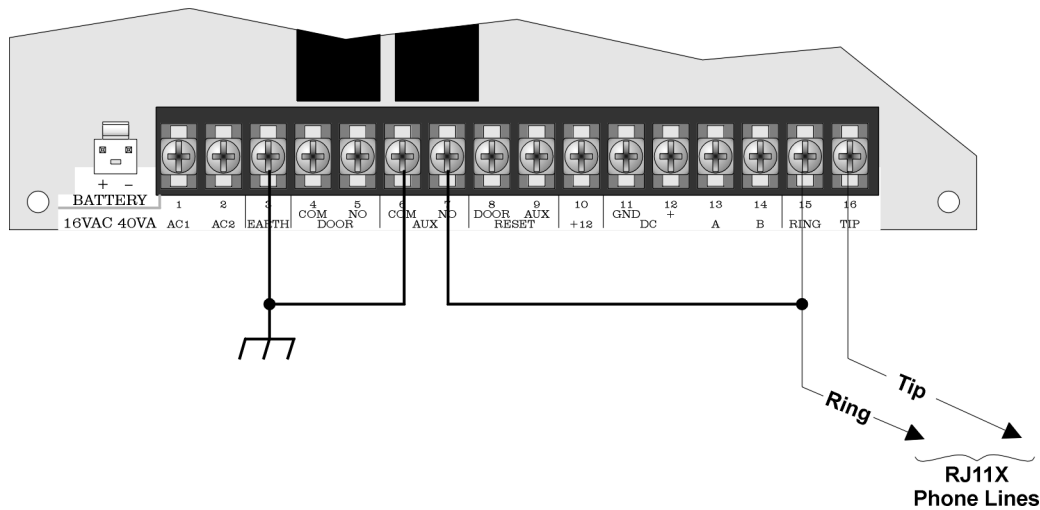 + −
BATTERY
1 2 3 4 5 6 7 8 9 10 11 12 13 14 15 16
COM NO COM NO DOOR AUX GND +
16VAC 40VA AC1 AC2 EARTH DOOR AUX RESET +12 DC A B RING TIP
Tip
Ring
RJ11X
Phone Lines